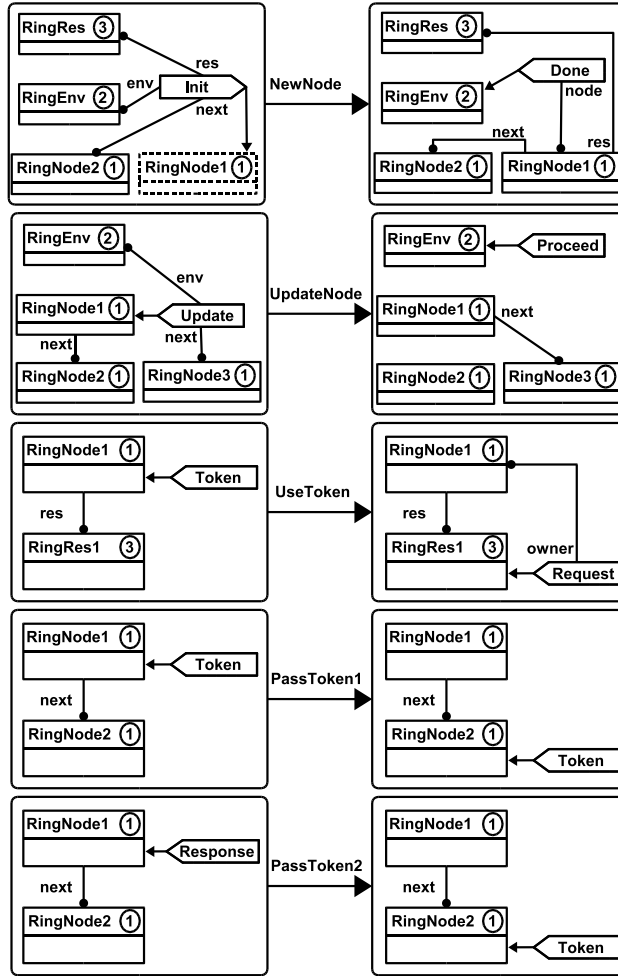 RingRes 3
RingRes 3
res
env
Init
NewNode
Done
RingEnv 2
RingEnv 2
next
node
next
res
RingNode2 1
RingNode1 1
RingNode2 1
RingNode1 1
RingEnv 2
RingEnv 2
Proceed
env
UpdateNode
RingNode1 1
Update
RingNode1 1
next
next
next
RingNode2 1
RingNode3 1
RingNode2 1
RingNode3 1
RingNode1 1
RingNode1 1
Token
UseToken
res
res
RingRes1 3
RingRes1 3
owner
Request
RingNode1 1
RingNode1 1
Token
PassToken1
next
next
RingNode2 1
RingNode2 1
Token
RingNode1 1
RingNode1 1
Response
PassToken2
next
next
RingNode2 1
RingNode2 1
Token